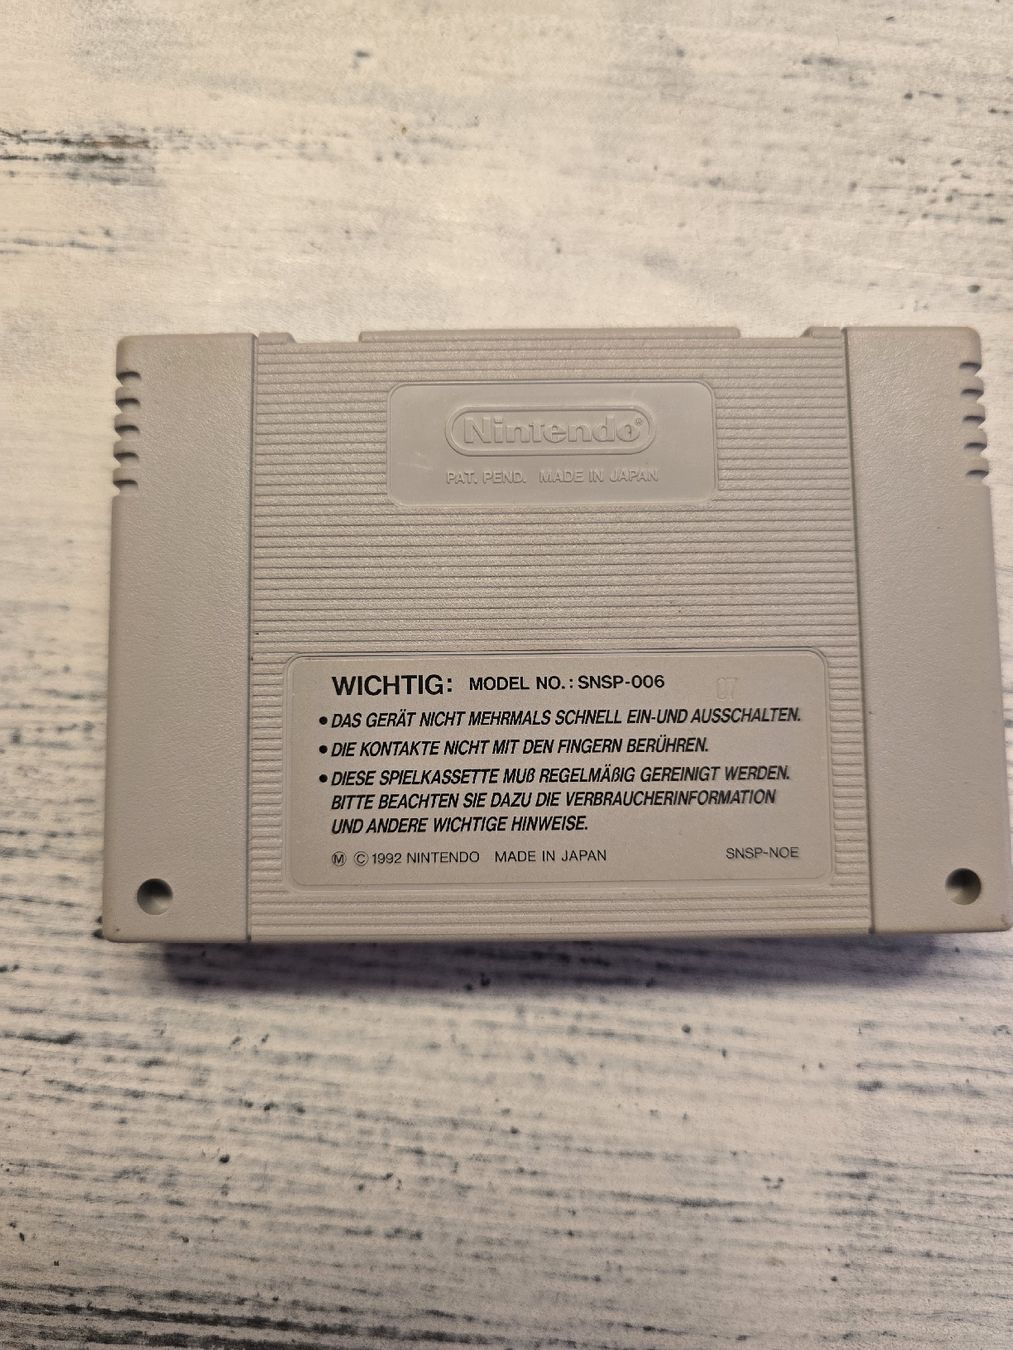 Nintendo®
PAT. PEND. MADE IN JAPAN
WICHTIG: MODEL NO.: SNSP-006
07
• DAS GERÄT NICHT MEHRMALS SCHNELL EIN-UND AUSSCHALTEN.
• DIE KONTAKTE NICHT MIT DEN FINGERN BERÜHREN.
• DIESE SPIELKASSETTE MUß REGELMÄßIG GEREINIGT WERDEN.
BITTE BEACHTEN SIE DAZU DIE VERBRAUCHERINFORMATION
UND ANDERE WICHTIGE HINWEISE.
Ⓜ © 1992 NINTENDO MADE IN JAPAN SNSP-NOE